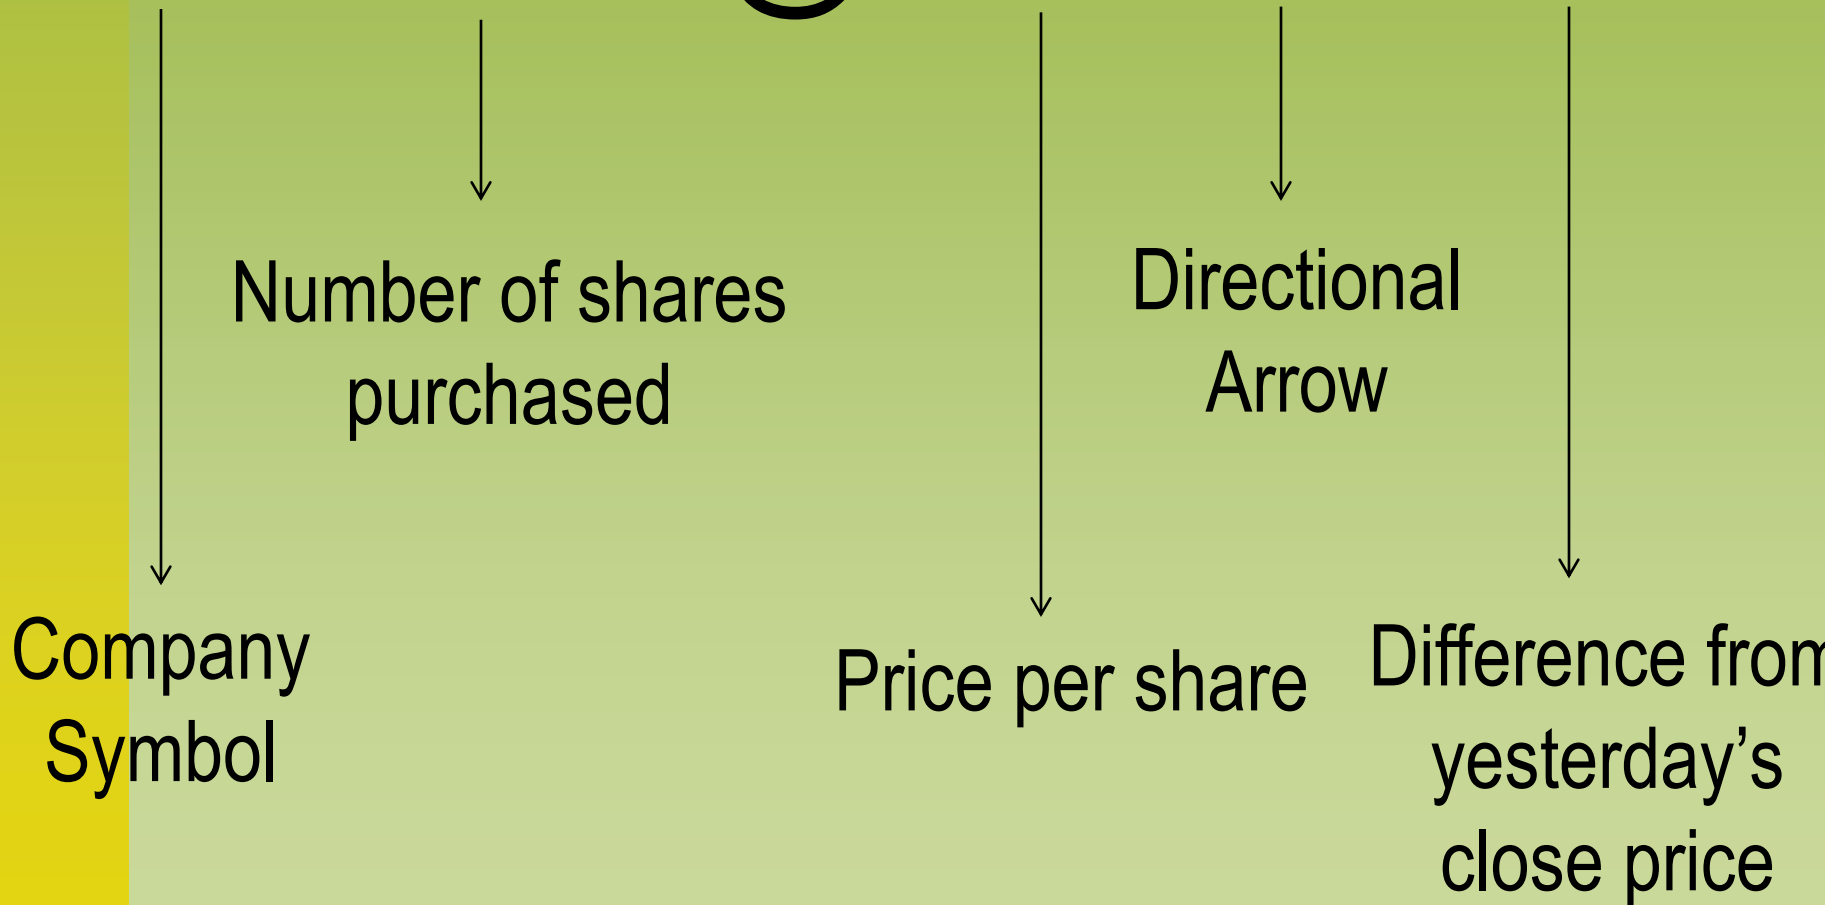 Number of shares
purchased
Directional
Arrow
Company
Symbol
Price per share
Difference from
yesterday’s
close price